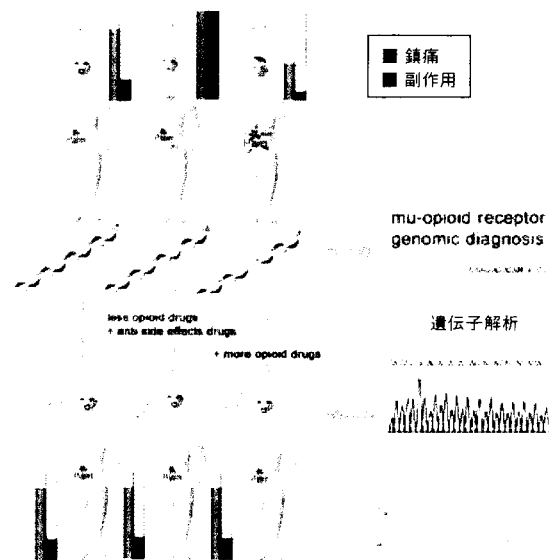 鎮痛
副作用
mu-opioid receptor
genomic diagnosis
less opioid drugs
+ anti side effects drugs
+ more opioid drugs
遺伝子解析